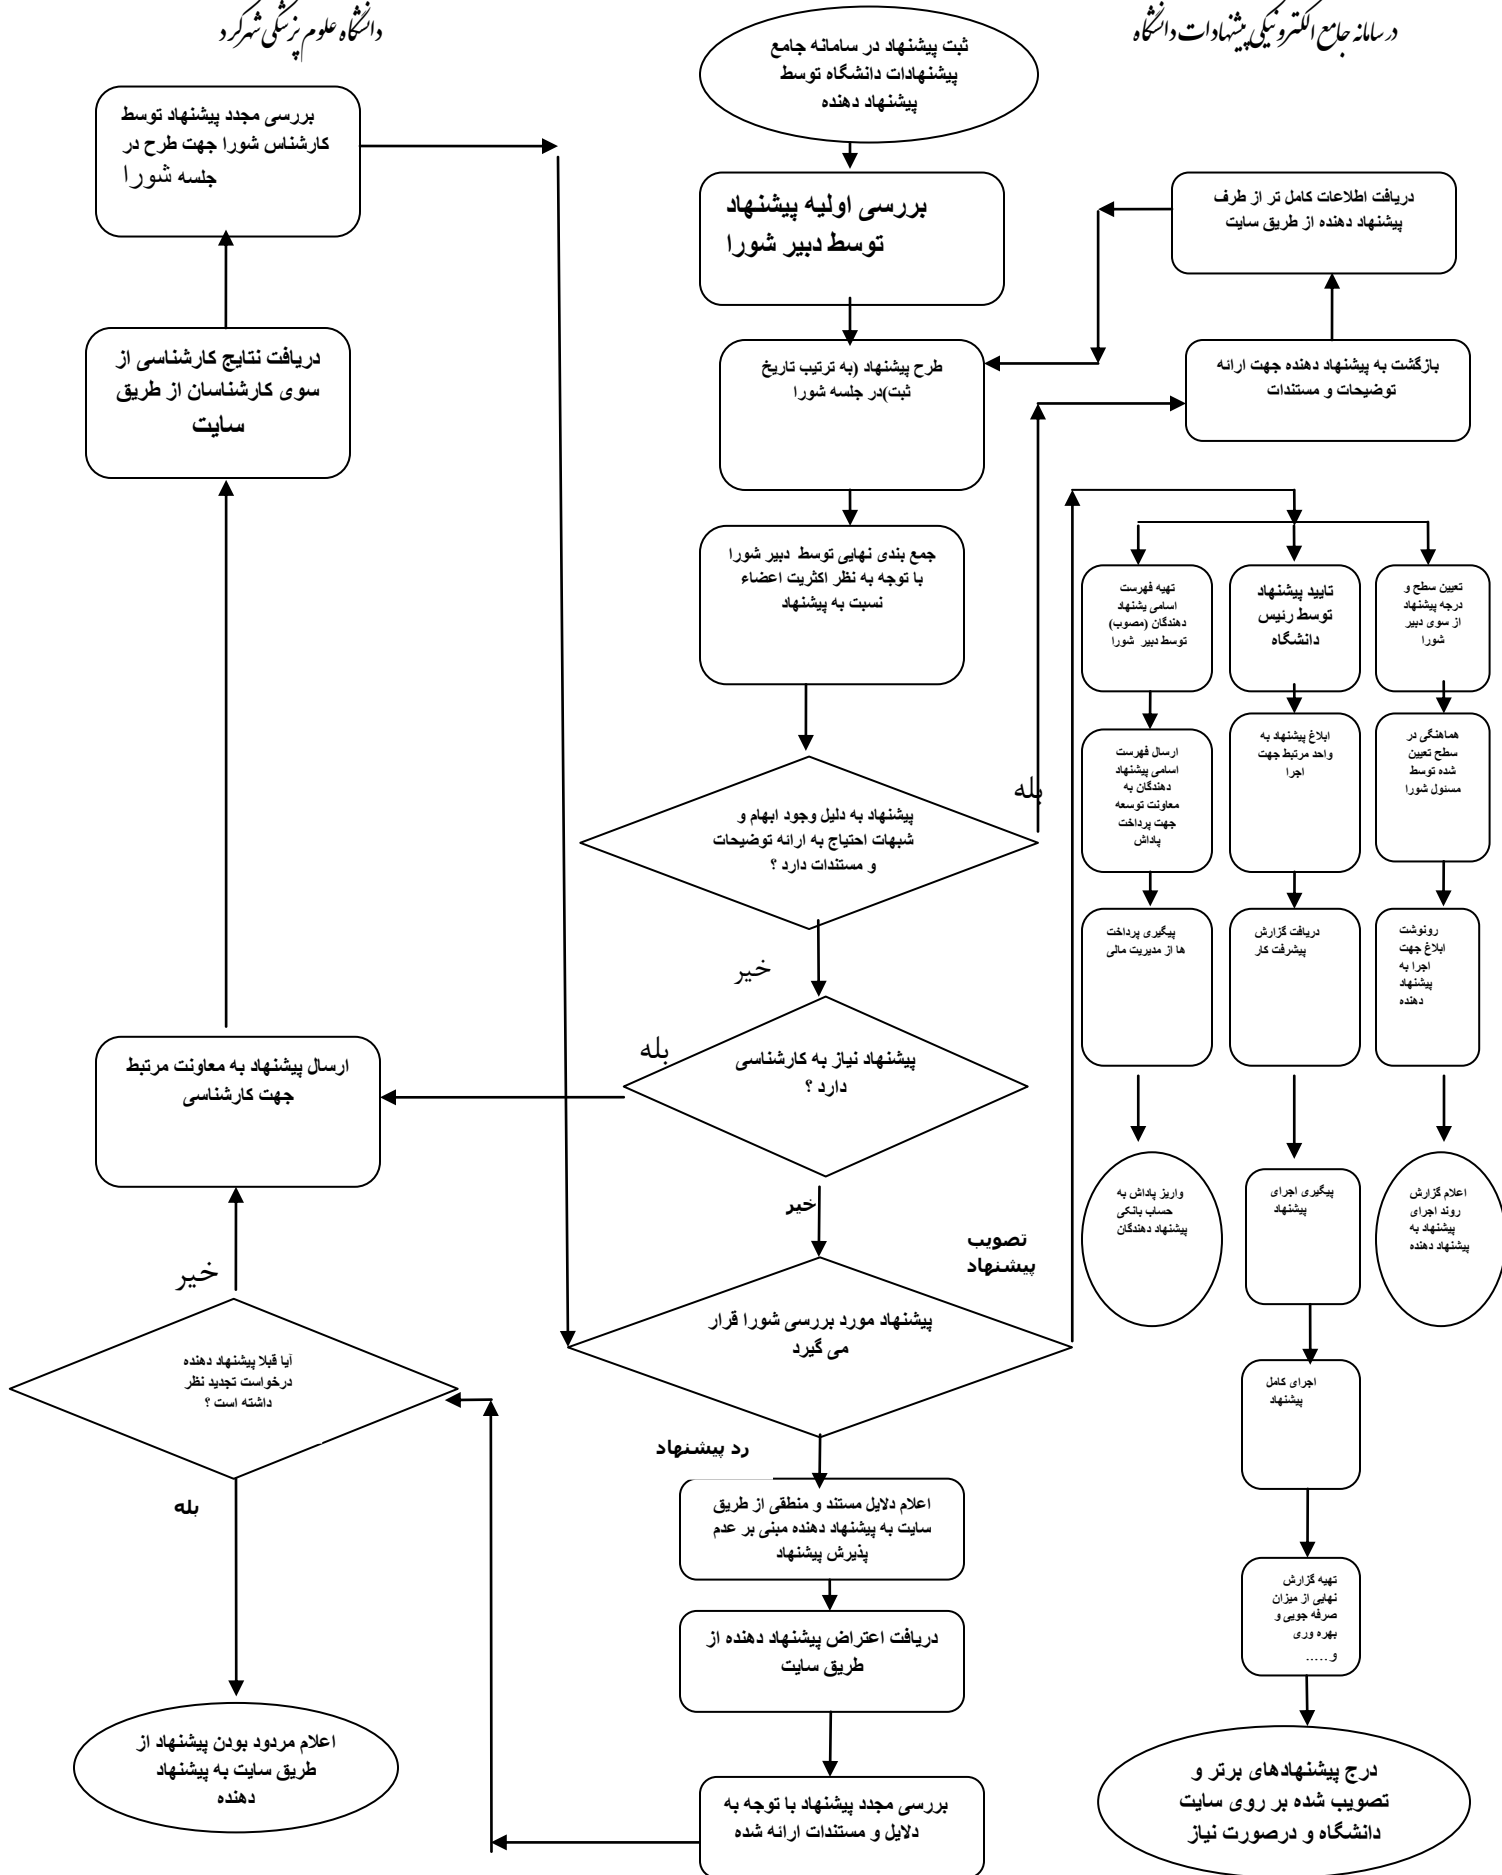 در سامانه جامع الکترونیکی پیشنهادات دانشگاه
دانشگاه علوم پزشکی شهرکرد
ثبت پیشنهاد در سامانه جامع
پیشنهادات دانشگاه توسط
پیشنهاد دهنده
بررسی اولیه پیشنهاد
توسط دبیر شورا
دریافت اطلاعات کامل تر از طرف
پیشنهاد دهنده از طریق سایت
بازگشت به پیشنهاد دهنده جهت ارائه
توضیحات و مستندات
طرح پیشنهاد (به ترتیب تاریخ
ثبت)در جلسه شورا
بررسی مجدد پیشنهاد توسط
کارشناس شورا جهت طرح در
جلسه شورا
دریافت نتایج کارشناسی از
سوی کارشناسان از طریق
سایت
جمع بندی نهایی توسط دبیر شورا
با توجه به نظر اکثریت اعضاء
نسبت به پیشنهاد
تعیین سطح و
درجه پیشنهاد
از سوی دبیر
شورا
تایید پیشنهاد
توسط رئیس
دانشگاه
تهیه فهرست
اسامی یشنهاد
دهندگان (مصوب)
توسط دبیر شورا
هماهنگی در
سطح تعیین
شده توسط
مسئول شورا
ابلاغ پیشنهاد به
واحد مرتبط جهت
اجرا
ارسال فهرست
اسامی پیشنهاد
دهندگان به
معاونت توسعه
جهت پرداخت
پاداش
بله
پیشنهاد به دلیل وجود ابهام و
شبهات احتیاج به ارائه توضیحات
و مستندات دارد ؟
رونوشت
ابلاغ جهت
اجرا به
پیشنهاد
دهنده
دریافت گزارش
پیشرفت کار
پیگیری پرداخت
ها از مدیریت مالی
خیر
بله
پیشنهاد نیاز به کارشناسی
دارد ؟
ارسال پیشنهاد به معاونت مرتبط
جهت کارشناسی
خیر
اعلام گزارش
روند اجرای
پیشنهاد به
پیشنهاد دهنده
پیگیری اجرای
پیشنهاد
واریز پاداش به
حساب بانکی
پیشنهاد دهندگان
تصویب
پیشنهاد
پیشنهاد مورد بررسی شورا قرار
می گیرد
خیر
آیا قبلا پیشنهاد دهنده
درخواست تجدید نظر
داشته است ؟
اجرای کامل
پیشنهاد
رد پیشنهاد
بله
اعلام دلایل مستند و منطقی از طریق
سایت به پیشنهاد دهنده مبنی بر عدم
پذیرش پیشنهاد
تهیه گزارش
نهایی از میزان
صرفه جویی و
بهره وری
و.....
دریافت اعتراض پیشنهاد دهنده از
طریق سایت
اعلام مردود بودن پیشنهاد از
طریق سایت به پیشنهاد
دهنده
درج پیشنهادهای برتر و
تصویب شده بر روی سایت
دانشگاه و درصورت نیاز
بررسی مجدد پیشنهاد با توجه به
دلایل و مستندات ارائه شده